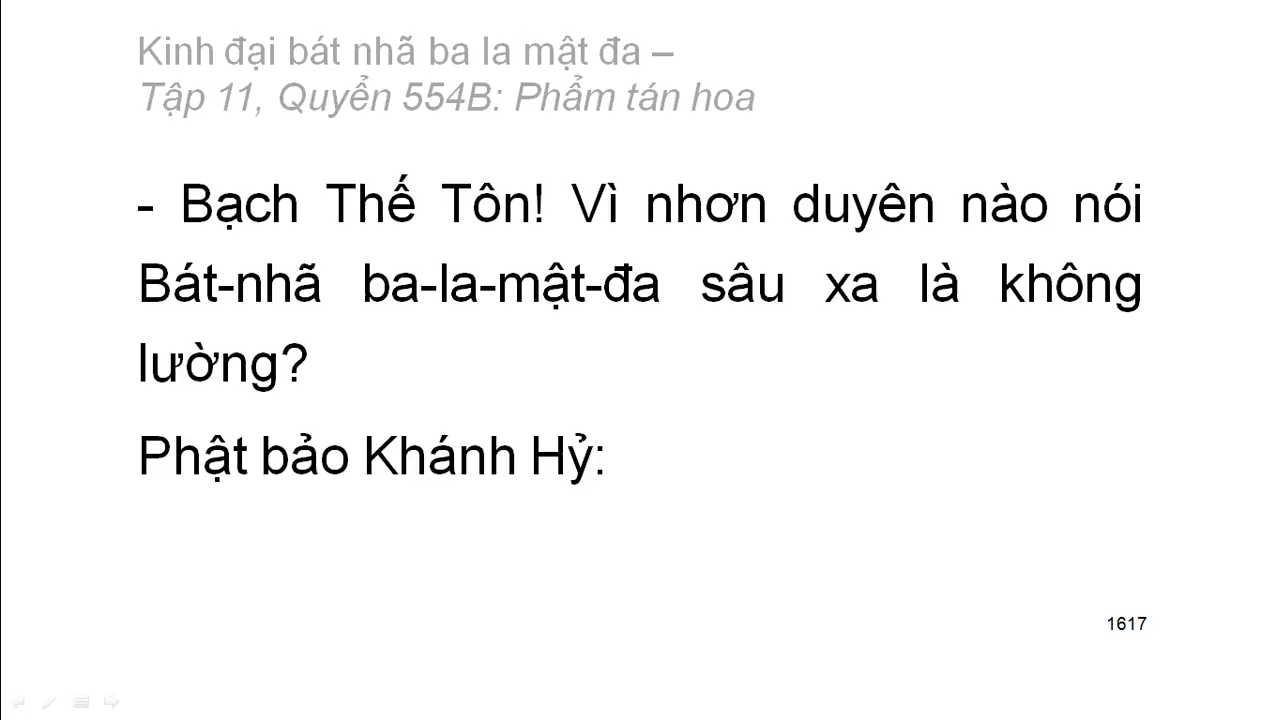 Kinh đại bát nhã ba la mật đa –
Tập 11, Quyển 554B: Phẩm tán hoa
- Bạch Thế Tôn! Vì nhơn duyên nào nói
Bát-nhã ba-la-mật-đa sâu xa là không
lường?
Phật bảo Khánh Hỷ:
1617